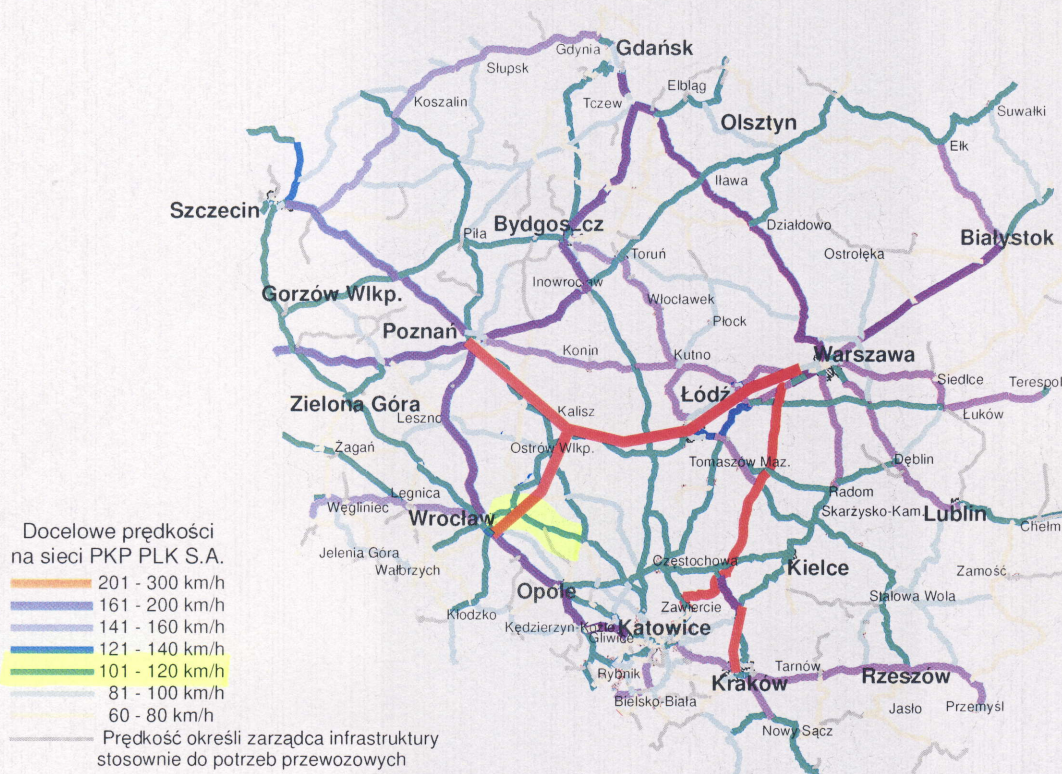 Gdynia
Gdańsk
Słupsk
Elbląg
Koszalin
Tczew
Olsztyn
Suwałki
Ełk
Iława
Szczecin
Bydgoszcz
Działdowo
Piła
Białystok
Toruń
Ostrołęka
Inowrocław
Gorzów Wlkp.
Włocławek
Płock
Poznań
Konin
Kutno
Warszawa
Siedlce
Terespol
Łódź
Zielona Góra
Leszno
Kalisz
Łuków
Żagań
Ostrów Wlkp.
Tomaszów Maz.
Dęblin
Legnica
Radom
Węgliniec
Wrocław
Skarżysko-Kam.
Lublin
Chełm
Docelowe prędkości
na sieci PKP PLK S.A.
201 - 300 km/h
161 - 200 km/h
141 - 160 km/h
121 - 140 km/h
101 - 120 km/h
81 - 100 km/h
60 - 80 km/h
Prędkość określi zarządca infrastruktury
stosownie do potrzeb przewozowych
Jelenia Góra
Wałbrzych
Częstochowa
Kielce
Zamość
Opole
Stalowa Wola
Kłodzko
Zawiercie
Kędzierzyn-Koźle
Katowice
Gliwice
Rybnik
Tarnów
Kraków
Rzeszów
Bielsko-Biała
Jasło
Przemyśl
Nowy Sącz